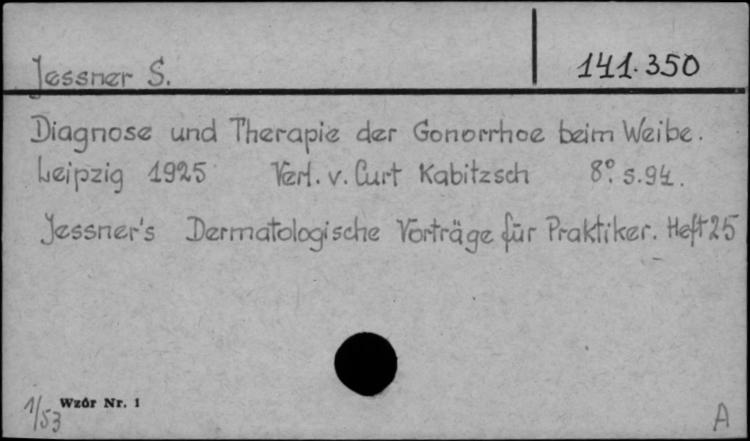 Jessner S.
141.350
Diagnose und Therapie der Gonorrhoe beim Weibe.
Leipzig 1925 Verl. v. Curt Kabitzsch 8° s.94.
Jessner's Dermatologische Vorträge für Praktiker. Heft 25
1/53 Wzór Nr. 1
A